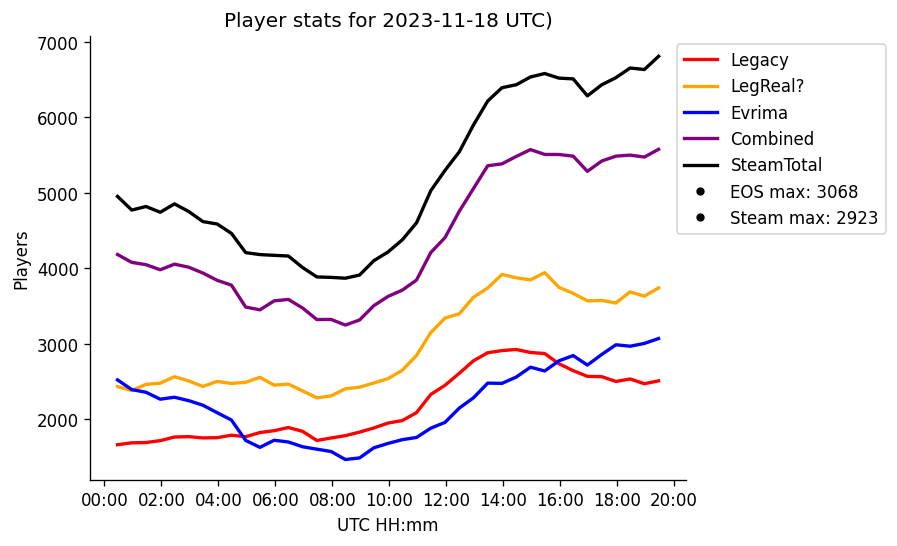 Player stats for 2023-11-18 UTC)
7000
6000
5000
4000
3000
2000
Players
00:00 02:00 04:00 06:00 08:00 10:00 12:00 14:00 16:00 18:00 20:00
UTC HH:mm
Legacy
LegReal?
Evrima
Combined
SteamTotal
EOS max: 3068
Steam max: 2923